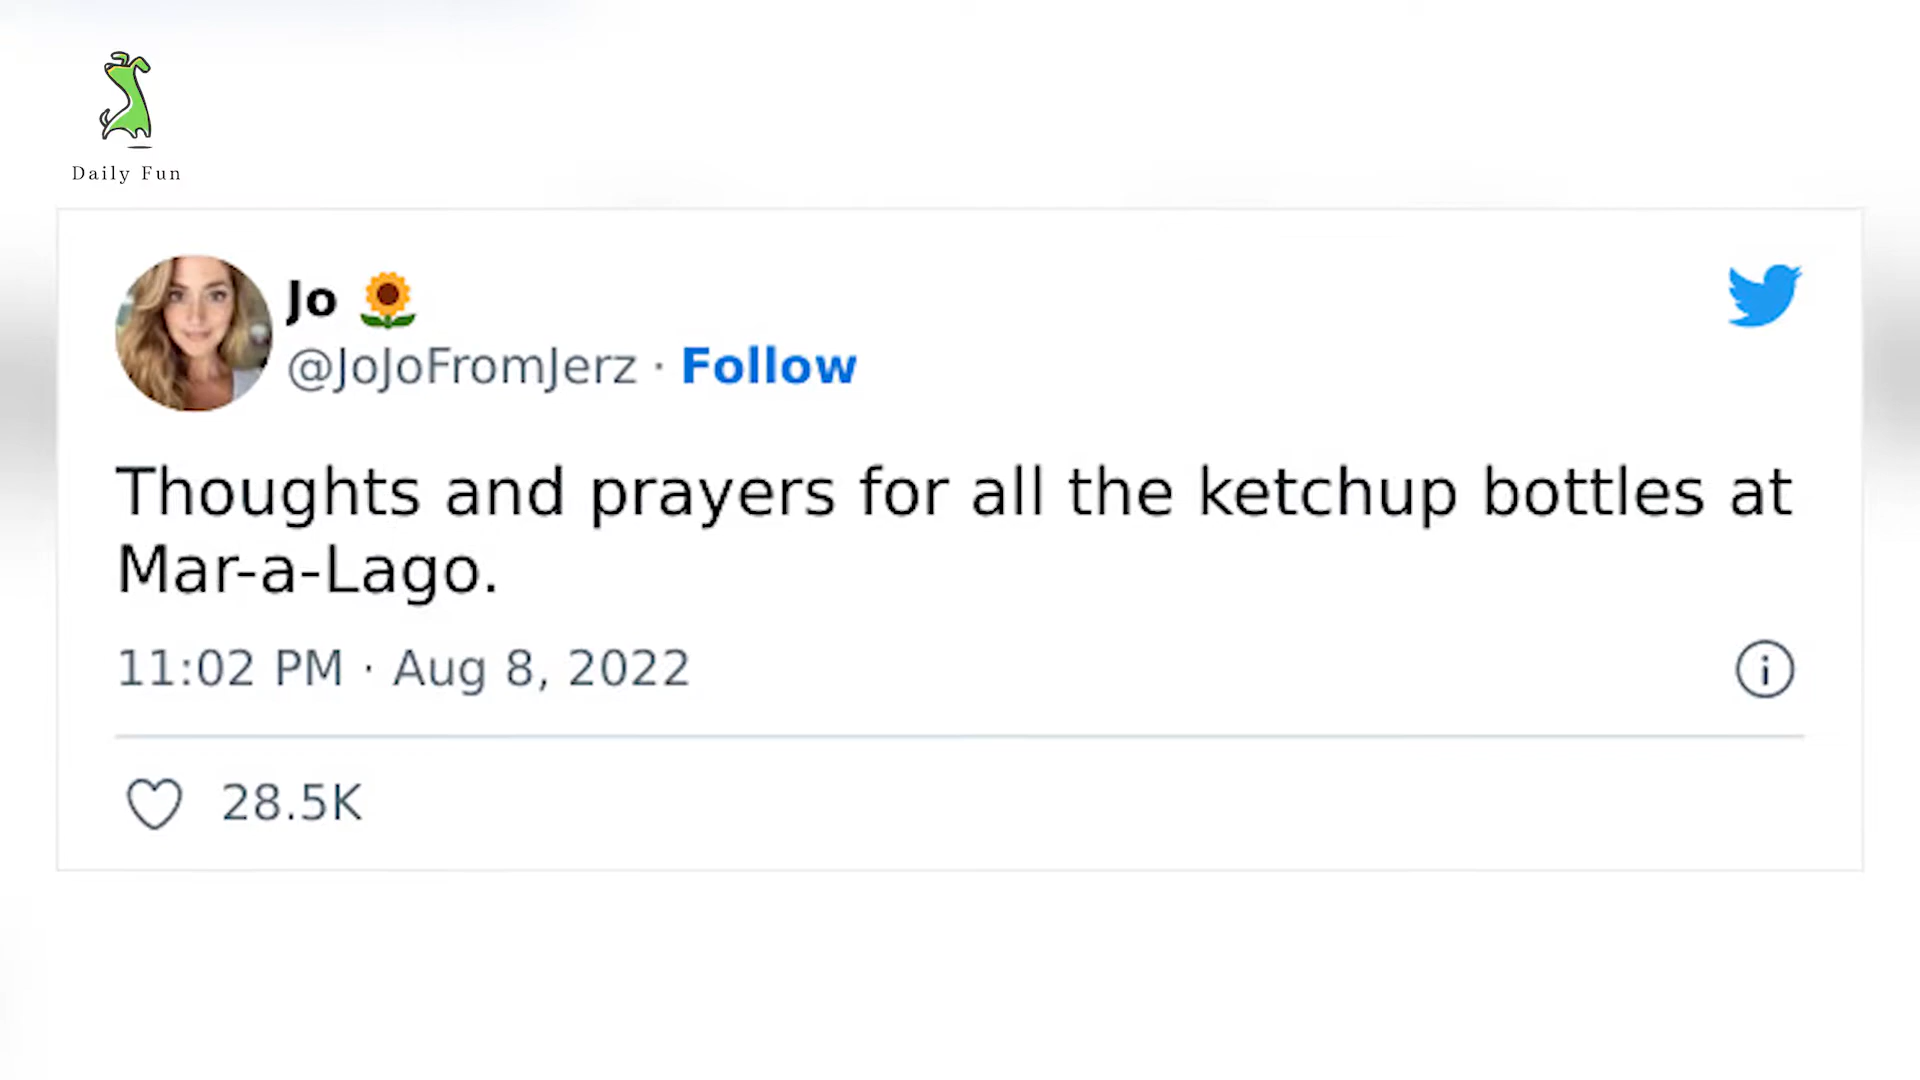 Daily Fun
Jo 🌻
@JoJoFromJerz · Follow
Thoughts and prayers for all the ketchup bottles at
Mar-a-Lago.
11:02 PM · Aug 8, 2022
28.5K